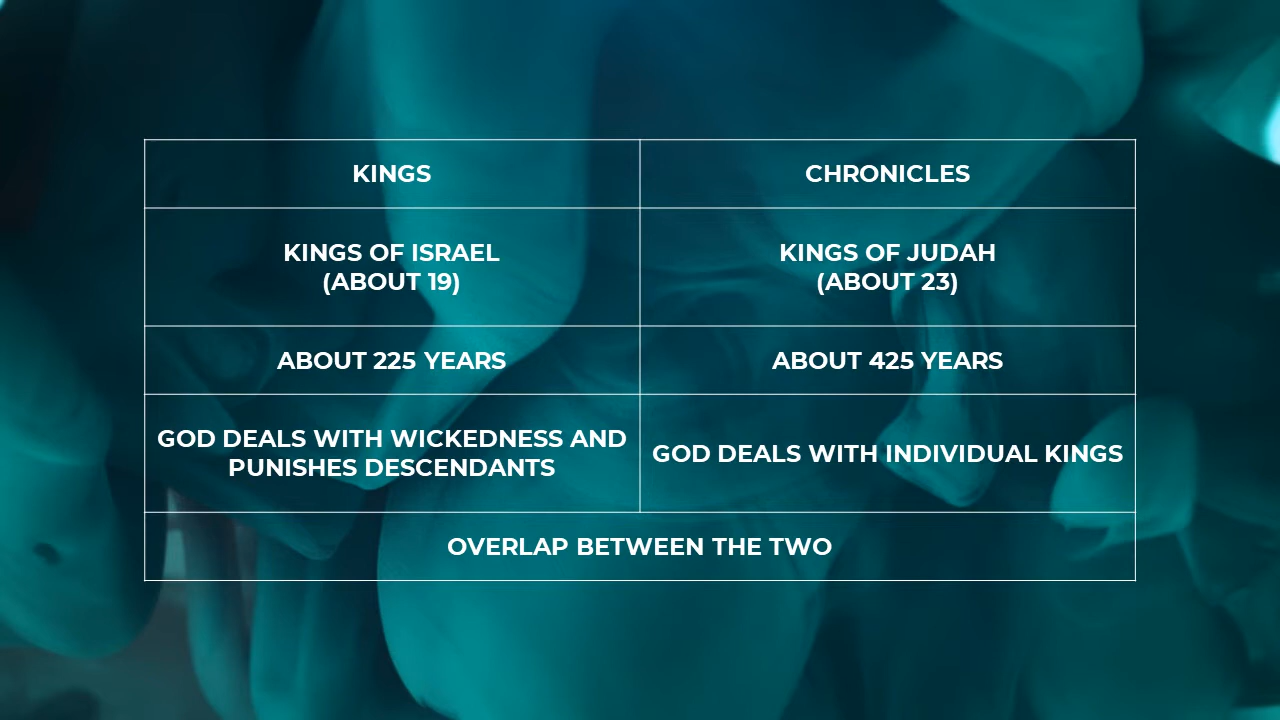 KINGS
CHRONICLES
KINGS OF ISRAEL
(ABOUT 19)
KINGS OF JUDAH
(ABOUT 23)
ABOUT 225 YEARS
ABOUT 425 YEARS
GOD DEALS WITH WICKEDNESS AND
PUNISHES DESCENDANTS
GOD DEALS WITH INDIVIDUAL KINGS
OVERLAP BETWEEN THE TWO